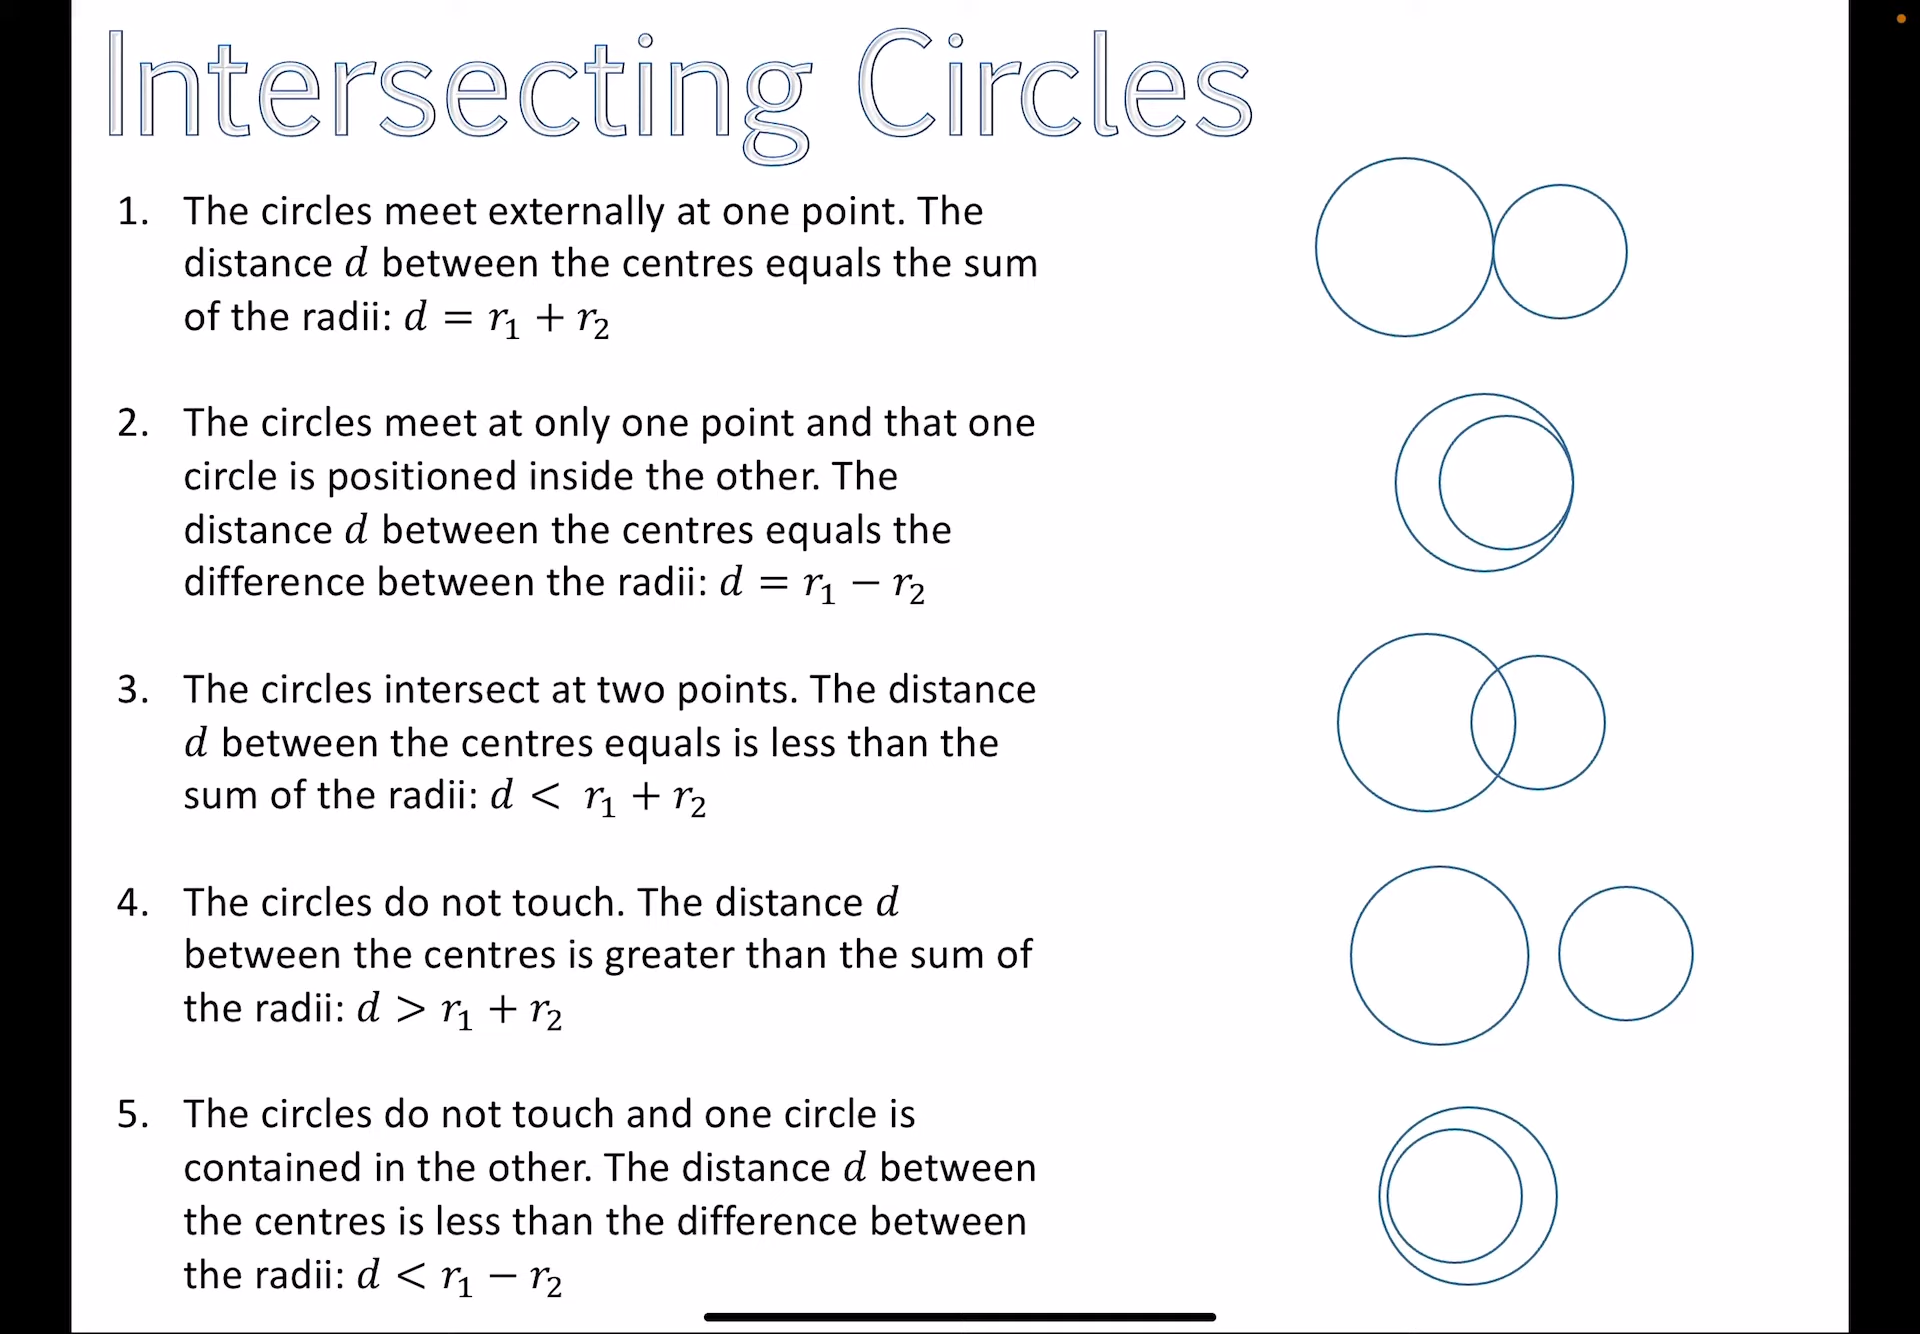 Intersecting Circles
1. The circles meet externally at one point. The
distance d between the centres equals the sum
of the radii: d = r₁ + r₂
2. The circles meet at only one point and that one
circle is positioned inside the other. The
distance d between the centres equals the
difference between the radii: d = r₁ − r₂
3. The circles intersect at two points. The distance
d between the centres equals is less than the
sum of the radii: d < r₁ + r₂
4. The circles do not touch. The distance d
between the centres is greater than the sum of
the radii: d > r₁ + r₂
5. The circles do not touch and one circle is
contained in the other. The distance d between
the centres is less than the difference between
the radii: d < r₁ − r₂